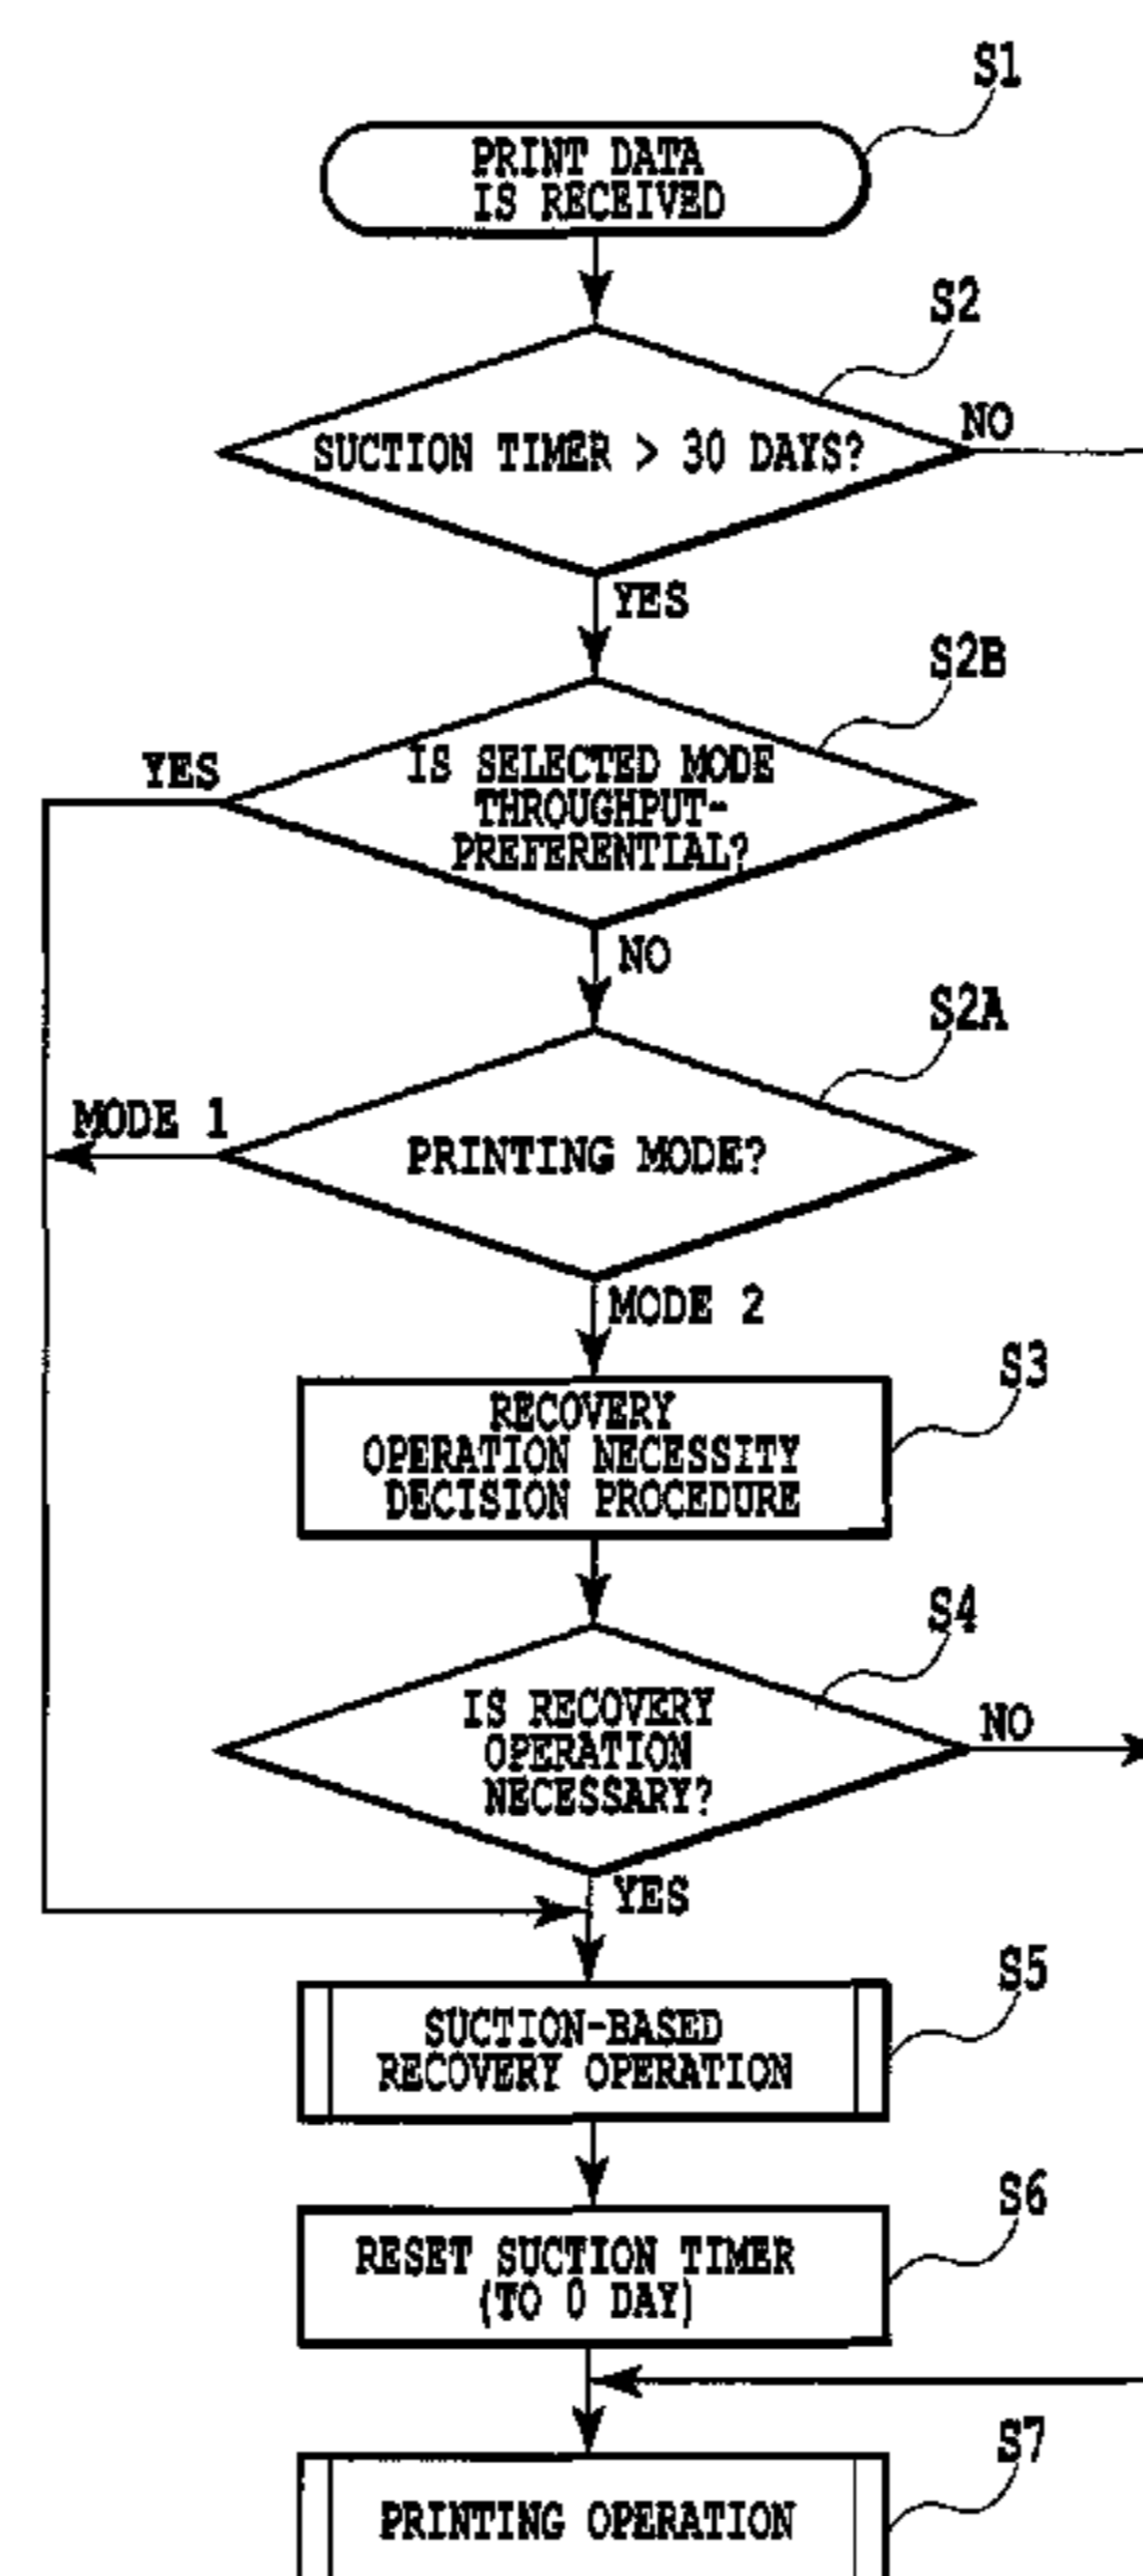 S1
PRINT DATA
IS RECEIVED
S2
SUCTION TIMER > 30 DAYS?
NO
YES
S2B
IS SELECTED MODE
THROUGHPUT-
PREFERENTIAL?
YES
NO
S2A
PRINTING MODE?
MODE 1
MODE 2
S3
RECOVERY
OPERATION NECESSITY
DECISION PROCEDURE
S4
IS RECOVERY
OPERATION
NECESSARY?
NO
YES
S5
SUCTION-BASED
RECOVERY OPERATION
S6
RESET SUCTION TIMER
(TO 0 DAY)
S7
PRINTING OPERATION